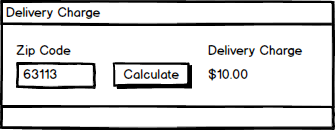 Delivery Charge
Zip Code
Delivery Charge
63113
Calculate
$10.00